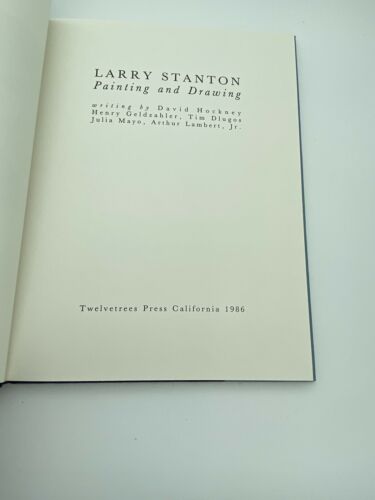 LARRY STANTON
Painting and Drawing
writing by David Hockney
Henry Geldzahler, Tim Dlugos
Julia Mayo, Arthur Lambert, Jr.
Twelvetrees Press California 1986